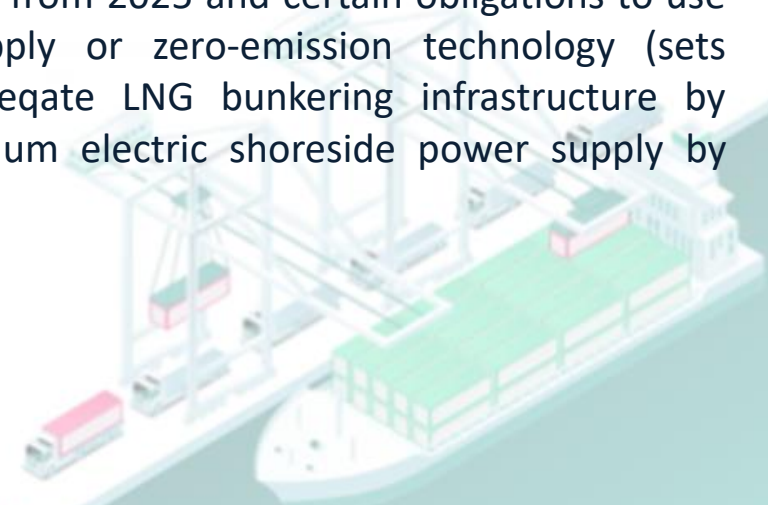 from 2025 and certain obligations to use
pply or zero-emission technology (sets
eqate LNG bunkering infrastructure by
um electric shoreside power supply by